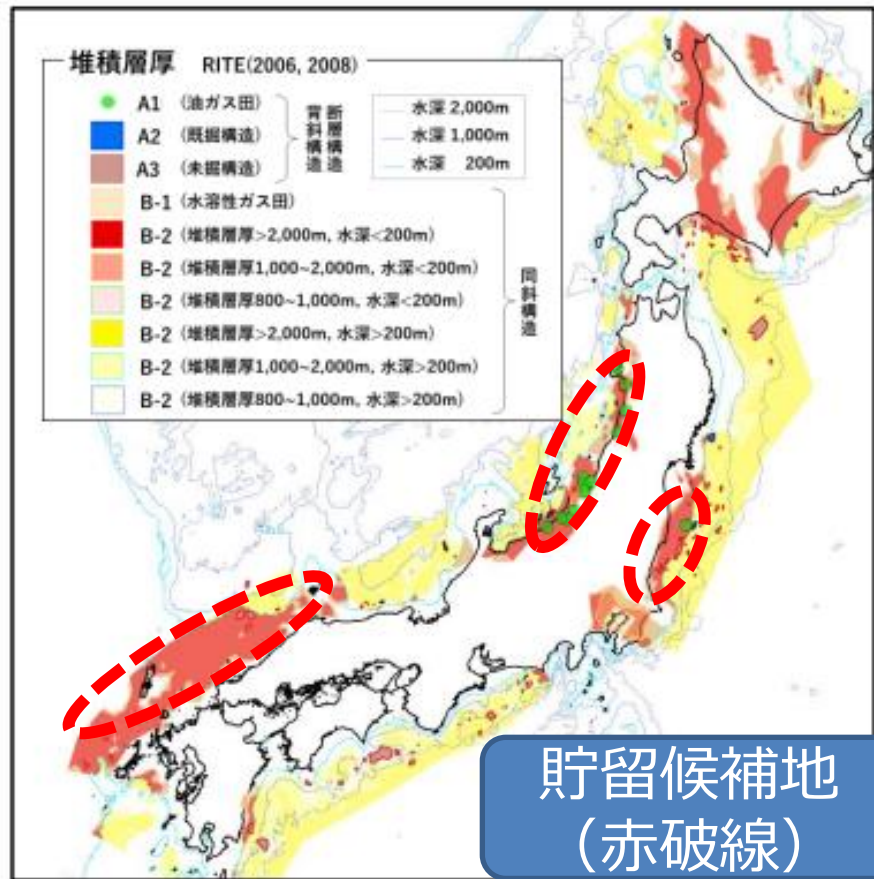 堆積層厚 RITE(2006, 2008)
A1 (油ガス田)
A2 (既掘構造)
A3 (未掘構造)
背斜構造
断層構造
水深 2,000m
水深 1,000m
水深 200m
B-1 (水溶性ガス田)
B-2 (堆積層厚>2,000m, 水深<200m)
B-2 (堆積層厚1,000~2,000m, 水深<200m)
B-2 (堆積層厚800~1,000m, 水深<200m)
B-2 (堆積層厚>2,000m, 水深>200m)
B-2 (堆積層厚1,000~2,000m, 水深>200m)
B-2 (堆積層厚800~1,000m, 水深>200m)
同斜構造
貯留候補地
（赤破線）